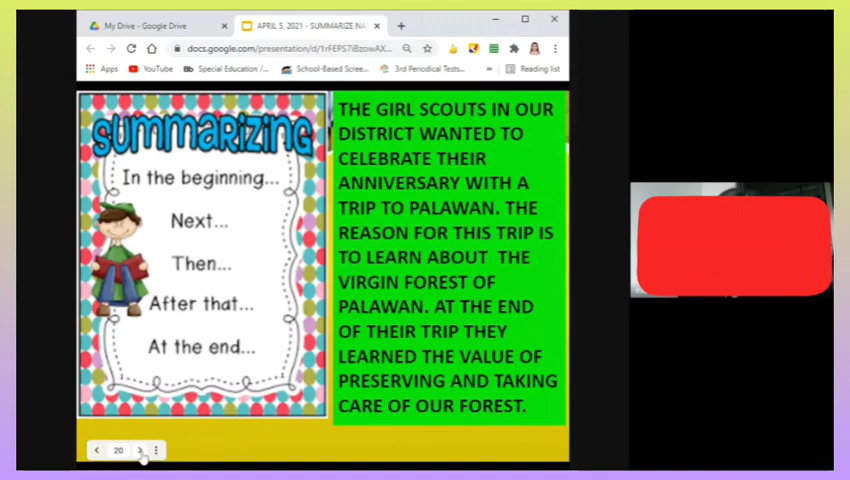 My Drive - Google Drive
APRIL 5, 2021 - SUMMARIZE NA
docs.google.com/presentation/d/1rFEPS7iBzowAX...
Apps
YouTube
Bb Special Education /...
School-Based Scree...
3rd Periodical Tests...
Reading list
SUMMARIZING
In the beginning...
Next...
Then...
After that...
At the end...
THE GIRL SCOUTS IN OUR
DISTRICT WANTED TO
CELEBRATE THEIR
ANNIVERSARY WITH A
TRIP TO PALAWAN. THE
REASON FOR THIS TRIP IS
TO LEARN ABOUT THE
VIRGIN FOREST OF
PALAWAN. AT THE END
OF THEIR TRIP THEY
LEARNED THE VALUE OF
PRESERVING AND TAKING
CARE OF OUR FOREST.
20